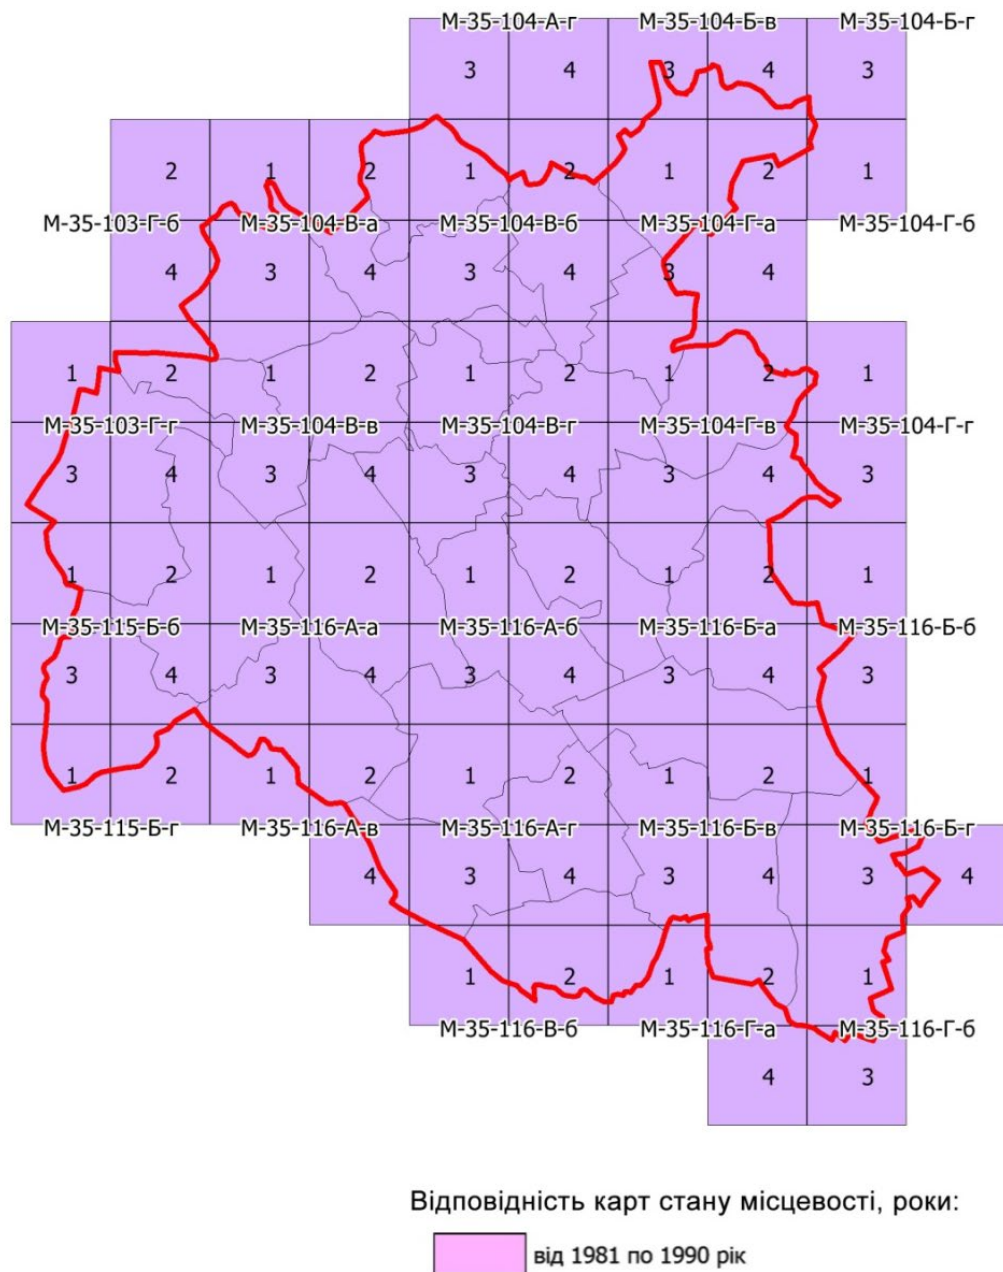 М-35-104-А-г М-35-104-Б-в М-35-104-Б-г
3 4 3 4 3
2 1 2 1 2 1 2 1
М-35-103-Г-б М-35-104-В-а М-35-104-В-б М-35-104-Г-а М-35-104-Г-б
4 3 4 3 4 3 4
1 2 1 2 1 2 1 2 1
М-35-103-Г-г М-35-104-В-в М-35-104-В-г М-35-104-Г-в М-35-104-Г-г
3 4 3 4 3 4 3 4 3
1 2 1 2 1 2 1 2 1
М-35-115-Б-б М-35-116-А-а М-35-116-А-б М-35-116-Б-а М-35-116-Б-б
3 4 3 4 3 4 3 4 3
1 2 1 2 1 2 1 2 1
М-35-115-Б-г М-35-116-А-в М-35-116-А-г М-35-116-Б-в М-35-116-Б-г
4 3 4 3 4 3 4
1 2 1 2 1
М-35-116-В-б М-35-116-Г-а М-35-116-Г-б
4 3
Відповідність карт стану місцевості, роки:
від 1981 по 1990 рік